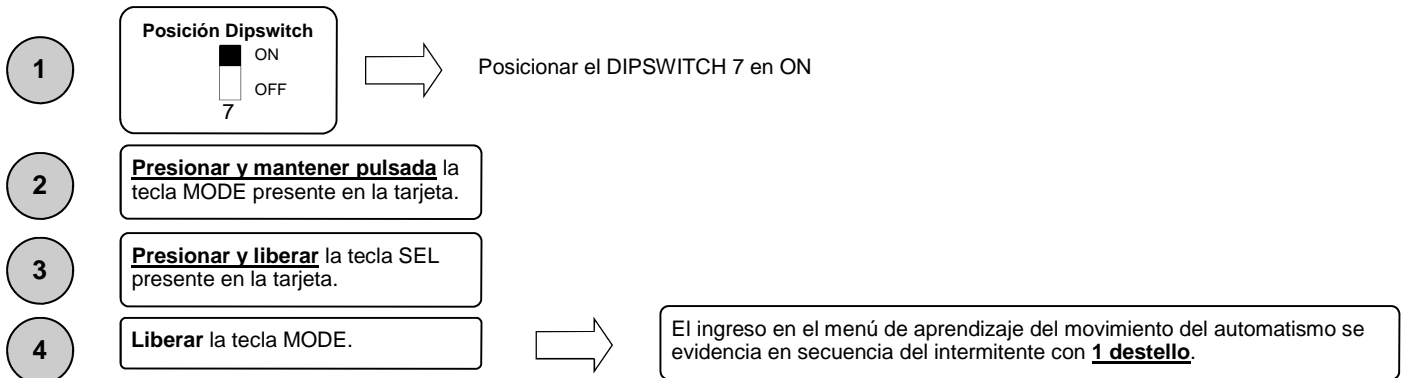 1
Posición Dipswitch
ON
OFF
7
Posicionar el DIPSWITCH 7 en ON
2
Presionar y mantener pulsada la
tecla MODE presente en la tarjeta.
3
Presionar y liberar la tecla SEL
presente en la tarjeta.
4
Liberar la tecla MODE.
El ingreso en el menú de aprendizaje del movimiento del automatismo se
evidencia en secuencia del intermitente con 1 destello.